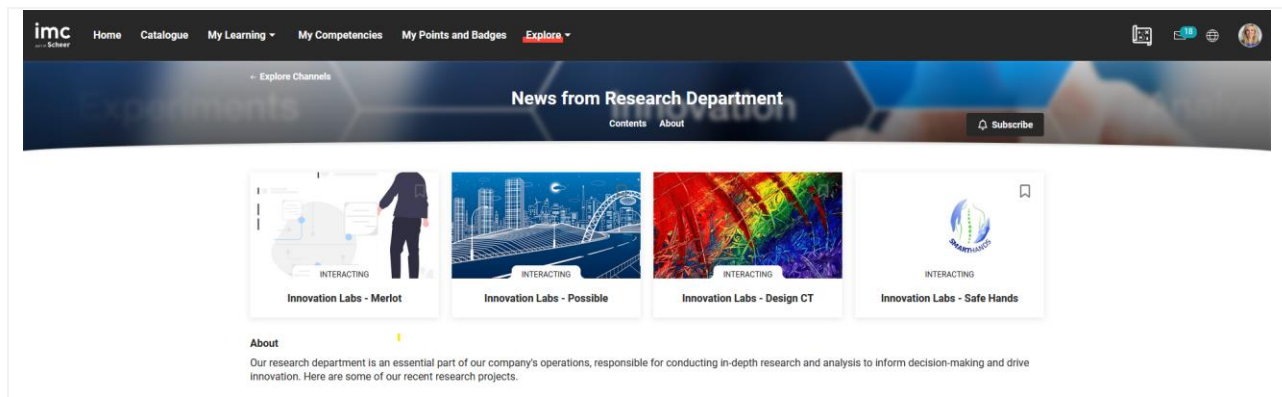 imc
Scheer
Home Catalogue My Learning My Competencies My Points and Badges Explore
18
← Explore Channels
Experiments
Innovation
News from Research Department
Contents About
Subscribe
INTERACTING
Innovation Labs - Merlot
INTERACTING
Innovation Labs - Possible
INTERACTING
Innovation Labs - Design CT
SMARTHANDS
INTERACTING
Innovation Labs - Safe Hands
About
Our research department is an essential part of our company's operations, responsible for conducting in-depth research and analysis to inform decision-making and drive
innovation. Here are some of our recent research projects.